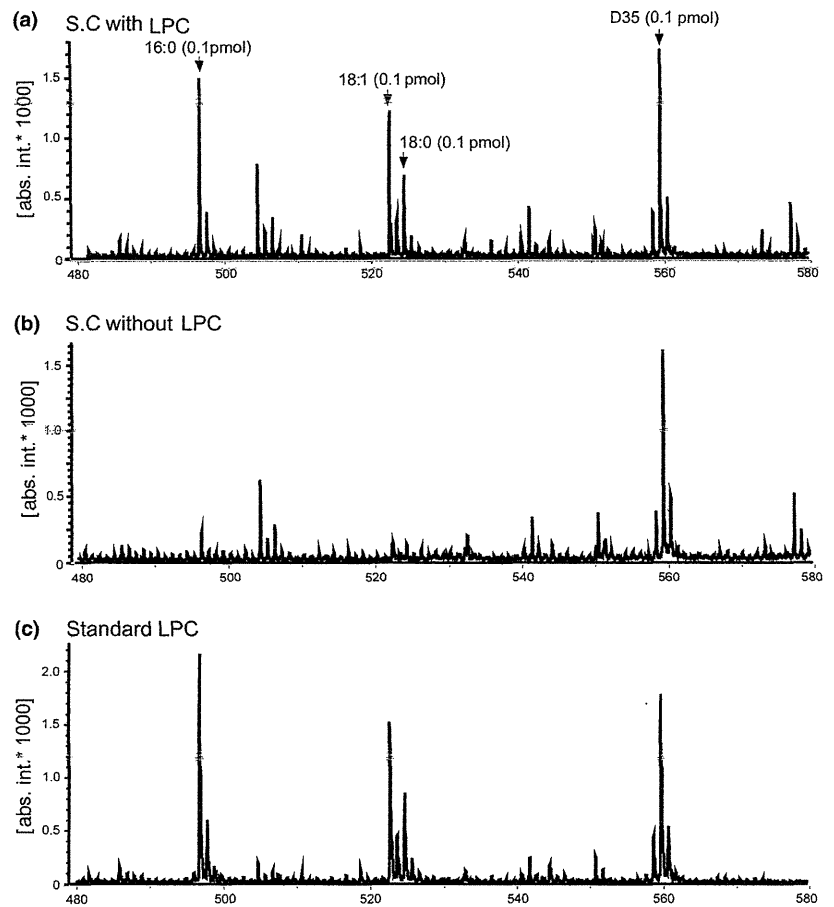 (a) S.C with LPC
16:0 (0.1pmol)
18:1 (0.1 pmol)
18:0 (0.1 pmol)
D35 (0.1 pmol)
[abs. int.* 1000]
1.5
1.0
0.5
0
480 500 520 540 560 580
(b) S.C without LPC
[abs. int.* 1000]
1.5
1.0
0.5
0
480 500 520 540 560 580
(c) Standard LPC
[abs. int.* 1000]
2.0
1.5
1.0
0.5
0
480 500 520 540 560 580